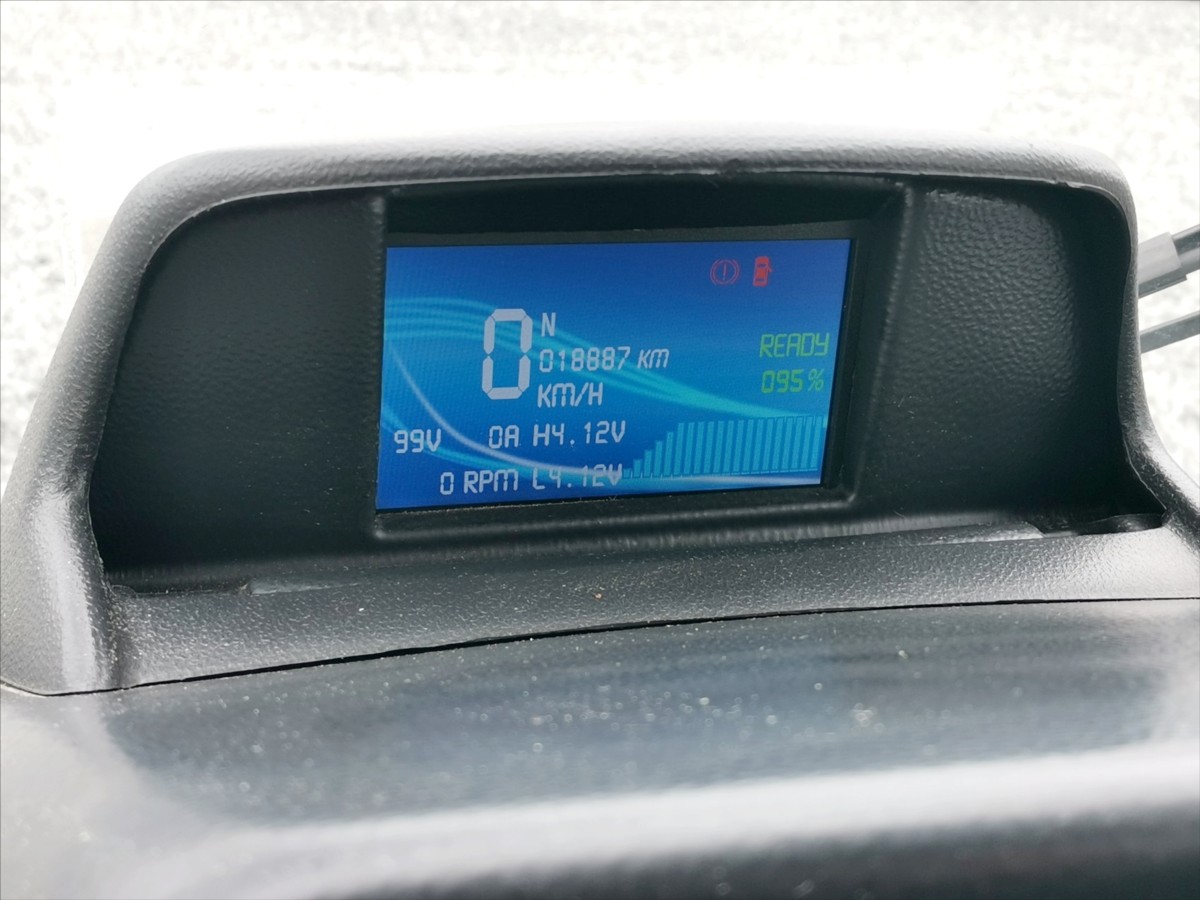 N
0
018887 KM
KM/H
READY
095%
99V 0A H4.12V
0 RPM L4.12V